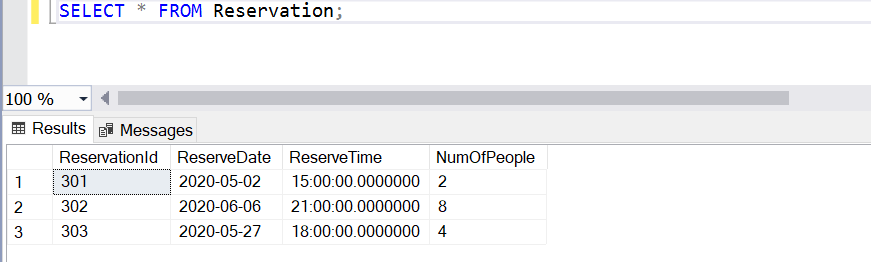 SELECT * FROM Reservation;
100 %
Results Messages
ReservationId ReserveDate ReserveTime NumOfPeople
1 301 2020-05-02 15:00:00.0000000 2
2 302 2020-06-06 21:00:00.0000000 8
3 303 2020-05-27 18:00:00.0000000 4